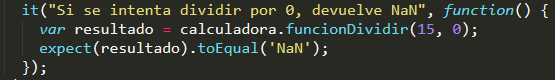 it("Si se intenta dividir por 0, devuelve NaN", function() {
var resultado = calculadora.funcionDividir(15, 0);
expect(resultado).toEqual('NaN');
});